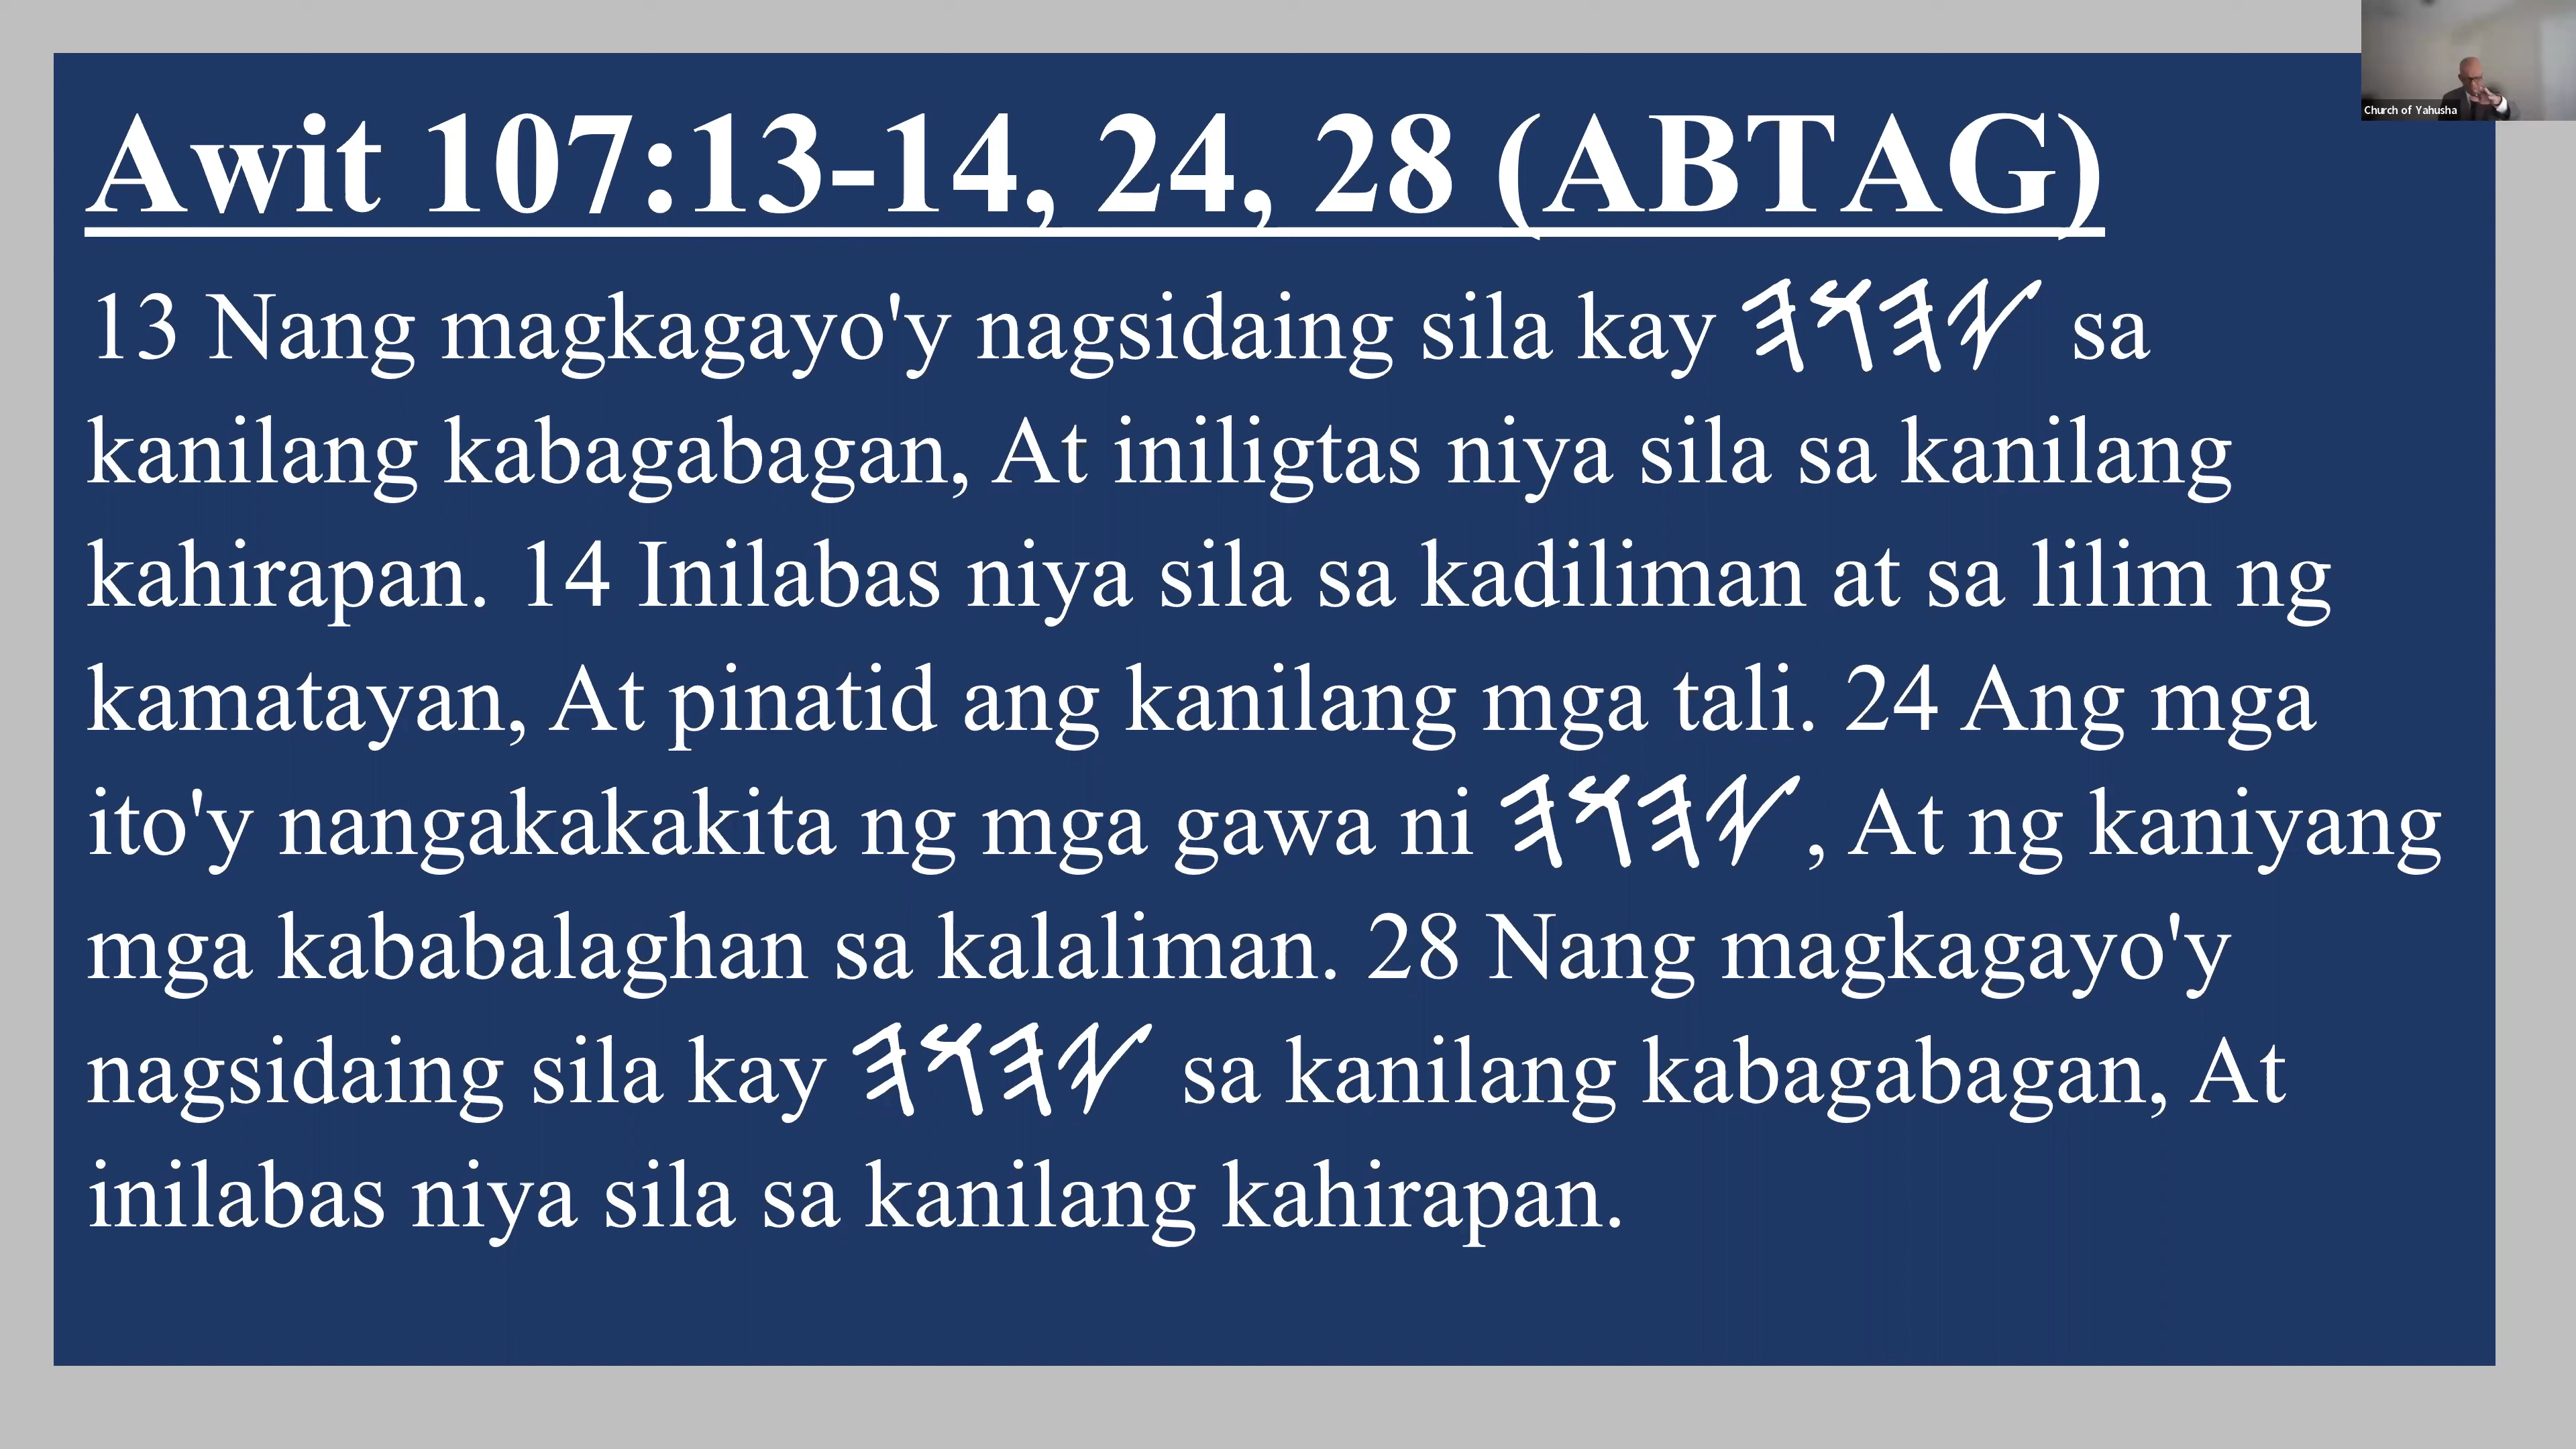 Church of Yahusha
Awit 107:13-14, 24, 28 (ABTAG)
13 Nang magkagayo'y nagsidaing sila kay 𐤉𐤄𐤅𐤄 sa
kanilang kabagabagan, At iniligtas niya sila sa kanilang
kahirapan. 14 Inilabas niya sila sa kadiliman at sa lilim ng
kamatayan, At pinatid ang kanilang mga tali. 24 Ang mga
ito'y nangakakakita ng mga gawa ni 𐤉𐤄𐤅𐤄, At ng kaniyang
mga kababalaghan sa kalaliman. 28 Nang magkagayo'y
nagsidaing sila kay 𐤉𐤄𐤅𐤄 sa kanilang kabagabagan, At
inilabas niya sila sa kanilang kahirapan.